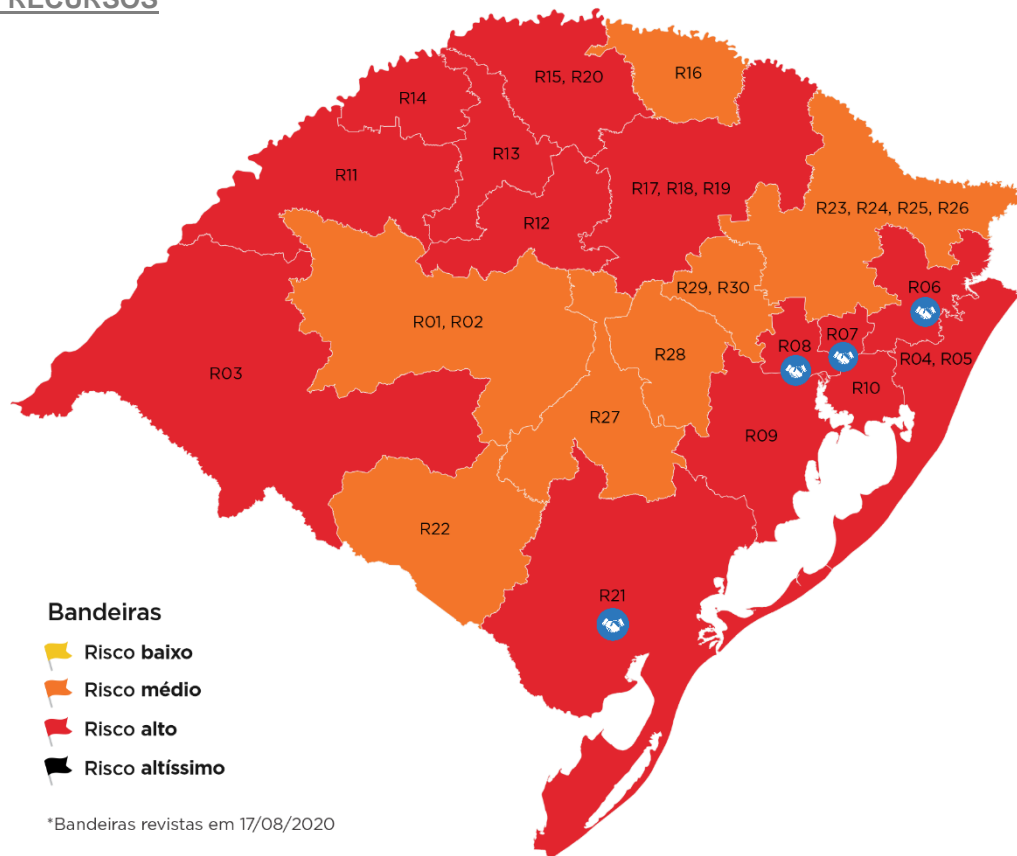 RECURSOS
R16
R15, R20
R14
R13
R11
R17, R18, R19
R12
R23, R24, R25, R26
R29, R30
R06
R01, R02
R08
R07
R28
R04, R05
R03
R10
R27
R09
R22
R21
Bandeiras
Risco baixo
Risco médio
Risco alto
Risco altíssimo
*Bandeiras revistas em 17/08/2020